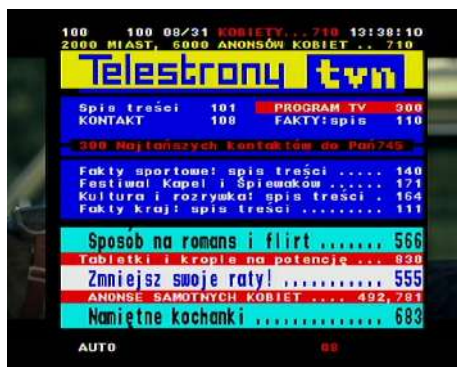 100 100 08/31 KOBIETY...710 13:38:10
2000 MIAST, 6000 ANONSÓW KOBIET .. 710
Telestrony tvn
Spis treści 101 PROGRAM TV 300
KONTAKT 108 FAKTY:spis 110
300 Najtańszych kontaktów do Pań745
Fakty sportowe: spis treści ..... 140
Festiwal Kapel i Śpiewaków ...... 171
Kultura i rozrywka: spis treści . 164
Fakty kraj: spis treści ......... 111
Sposób na romans i flirt ....... 566
Tabletki i krople na potencję ... 838
Zmniejsz swoje raty! ........... 555
ANONSE SAMOTNYCH KOBIET .... 492,791
Namiętne kochanki .............. 683
AUTO 08